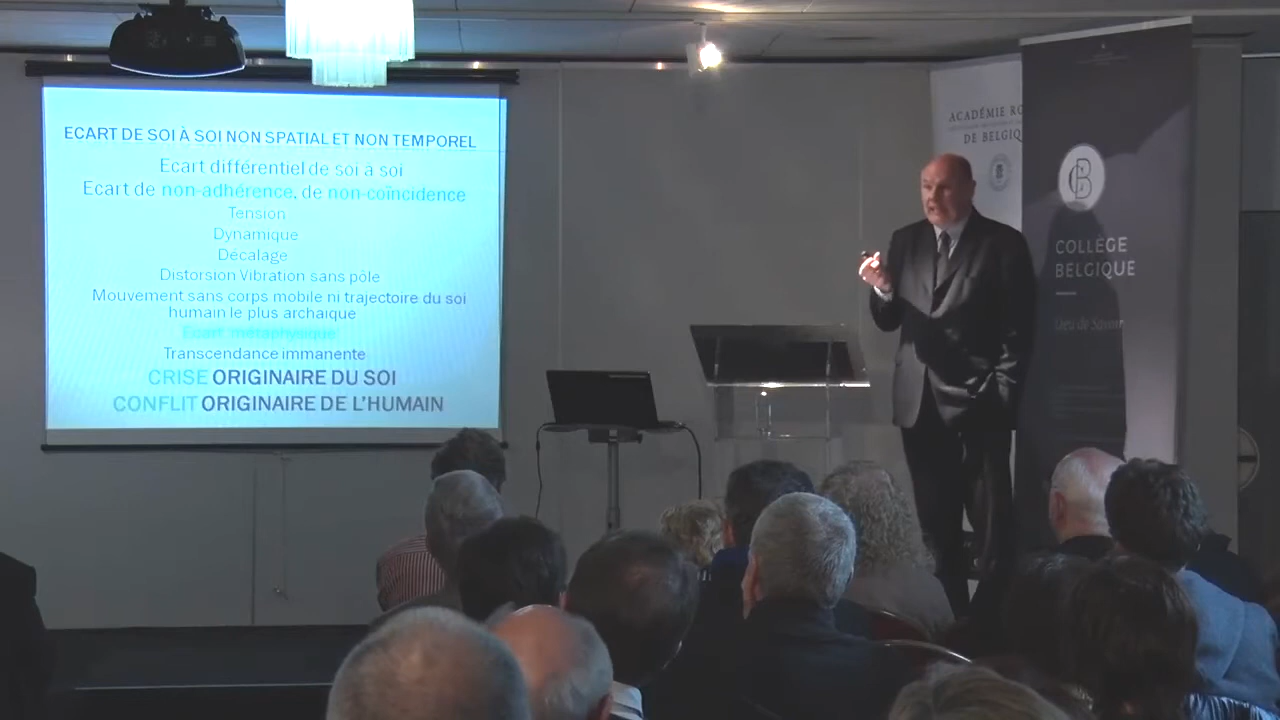 ECART DE SOI À SOI NON SPATIAL ET NON TEMPOREL
Ecart différentiel de soi à soi
Ecart de non-adhérence, de non-coïncidence
Tension
Dynamique
Décalage
Distorsion Vibration sans pôle
Mouvement sans corps mobile ni trajectoire du soi
humain le plus archaïque
Ecart 'métaphysique'
Transcendance immanente
CRISE ORIGINAIRE DU SOI
CONFLIT ORIGINAIRE DE L'HUMAIN
ACADÉMIE RO
DE BELGIQU
COLLÈGE
BELGIQUE